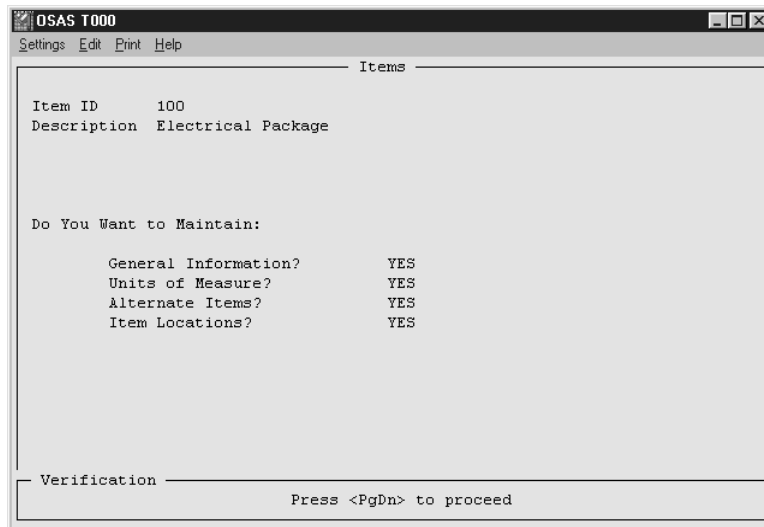 OSAS T000
Settings Edit Print Help
Items
Item ID 100
Description Electrical Package
Do You Want to Maintain:
General Information? YES
Units of Measure? YES
Alternate Items? YES
Item Locations? YES
Verification
Press <PgDn> to proceed